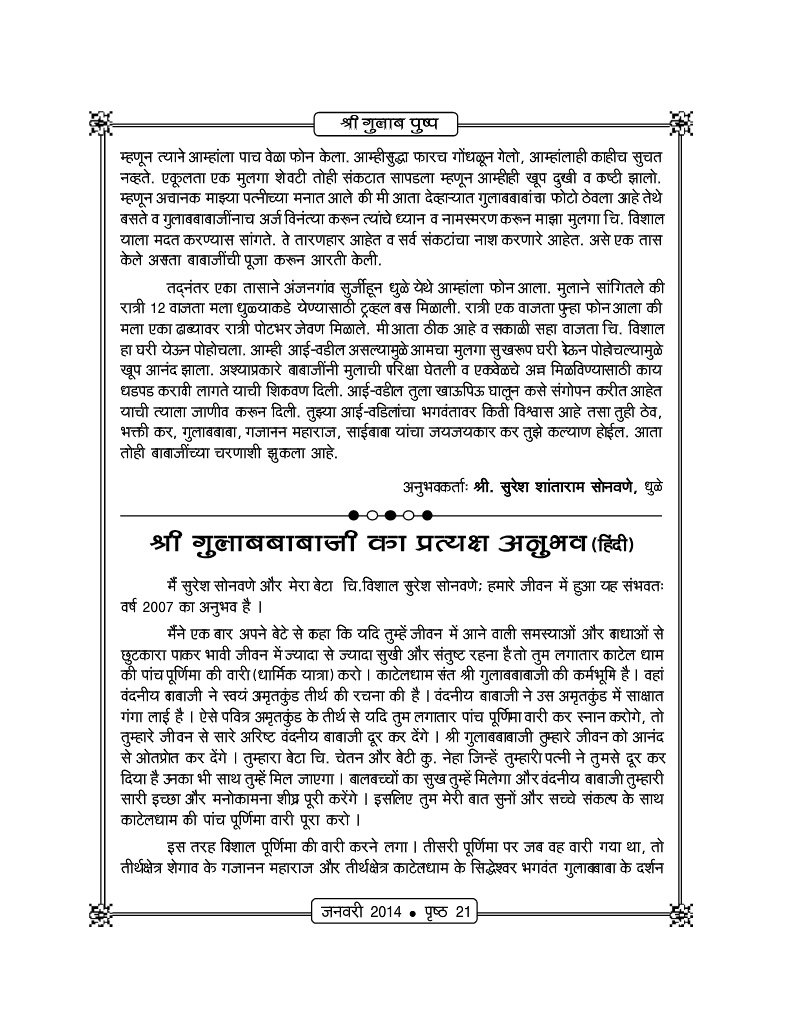 श्री गुलाब पुष्प
म्हणून त्याने आम्हांला पाच वेळा फोन केला. आम्हीसुद्धा फारच गोंधळून गेलो, आम्हांलाही काहीच सुचत
नव्हते. एकूलता एक मुलगा शेवटी तोही संकटात सापडला म्हणून आम्हीही खूप दुखी व कष्टी झालो.
म्हणून अचानक माझ्या पत्नीच्या मनात आले की मी आता देव्हाऱ्यात गुलाबबाबांचा फोटो ठेवला आहे तेथे
बसते व गुलाबबाबाजींनाच अर्ज विनंत्या करून त्यांचे ध्यान व नामस्मरण करून माझा मुलगा चि. विशाल
याला मदत करण्यास सांगते. ते तारणहार आहेत व सर्व संकटांचा नाश करणारे आहेत. असे एक तास
केले असता बाबाजींची पूजा करून आरती केली.
तद्नंतर एका तासाने अंजनगांव सुर्जीहून धुळे येथे आम्हांला फोन आला. मुलाने सांगितले की
रात्री 12 वाजता मला धुळ्याकडे येण्यासाठी ट्रव्हल बस मिळाली. रात्री एक वाजता पुन्हा फोन आला की
मला एका ढाब्यावर रात्री पोटभर जेवण मिळाले. मी आता ठीक आहे व सकाळी सहा वाजता चि. विशाल
हा घरी येऊन पोहोचला. आम्ही आई-वडील असल्यामुळे आमचा मुलगा सुखरूप घरी येऊन पोहोचल्यामुळे
खूप आनंद झाला. अश्याप्रकारे बाबाजींनी मुलाची परिक्षा घेतली व एकवेळचे अन्न मिळविण्यासाठी काय
धडपड करावी लागते याची शिकवण दिली. आई-वडील तुला खाऊपिऊ घालून कसे संगोपन करीत आहेत
याची त्याला जाणीव करून दिली. तुझ्या आई-वडिलांचा भगवंतावर किती विश्वास आहे तसा तुही ठेव,
भक्ती कर, गुलाबबाबा, गजानन महाराज, साईबाबा यांचा जयजयकार कर तुझे कल्याण होईल. आता
तोही बाबाजींच्या चरणाशी झुकला आहे.
अनुभवकर्ताः श्री. सुरेश शांताराम सोनवणे, धुळे
श्री गुलाबबाबाजी का प्रत्यक्ष अनुभव (हिंदी)
मैं सुरेश सोनवणे और मेरा बेटा चि.विशाल सुरेश सोनवणे; हमारे जीवन में हुआ यह संभवतः
वर्ष 2007 का अनुभव है ।
मैंने एक बार अपने बेटे से कहा कि यदि तुम्हें जीवन में आने वाली समस्याओं और बाधाओं से
छुटकारा पाकर भावी जीवन में ज्यादा से ज्यादा सुखी और संतुष्ट रहना है तो तुम लगातार काटेल धाम
की पांच पूर्णिमा की वारी (धार्मिक यात्रा) करो । काटेलधाम संत श्री गुलाबबाबाजी की कर्मभूमि है । वहां
वंदनीय बाबाजी ने स्वयं अमृतकुंड तीर्थ की रचना की है । वंदनीय बाबाजी ने उस अमृतकुंड में साक्षात
गंगा लाई है । ऐसे पवित्र अमृतकुंड के तीर्थ से यदि तुम लगातार पांच पूर्णिमा वारी कर स्नान करोगे, तो
तुम्हारे जीवन से सारे अरिष्ट वंदनीय बाबाजी दूर कर देंगे । श्री गुलाबबाबाजी तुम्हारे जीवन को आनंद
से ओतप्रोत कर देंगे । तुम्हारा बेटा चि. चेतन और बेटी कु. नेहा जिन्हें तुम्हारी पत्नी ने तुमसे दूर कर
दिया है उनका भी साथ तुम्हें मिल जाएगा । बालबच्चों का सुख तुम्हें मिलेगा और वंदनीय बाबाजी तुम्हारी
सारी इच्छा और मनोकामना शीघ्र पूरी करेंगे । इसलिए तुम मेरी बात सुनों और सच्चे संकल्प के साथ
काटेलधाम की पांच पूर्णिमा वारी पूरा करो ।
इस तरह विशाल पूर्णिमा की वारी करने लगा । तीसरी पूर्णिमा पर जब वह वारी गया था, तो
तीर्थक्षेत्र शेगाव के गजानन महाराज और तीर्थक्षेत्र काटेलधाम के सिद्धेश्वर भगवंत गुलाबबाबा के दर्शन
जनवरी 2014 ● पृष्ठ 21